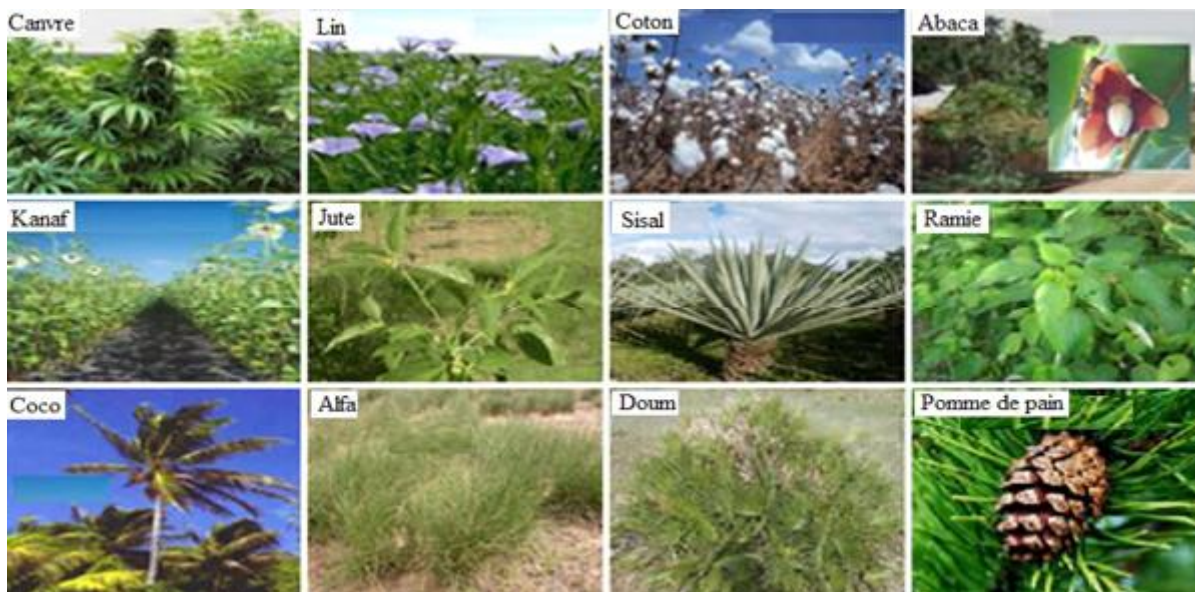 Canvre
Lin
Coton
Abaca
Kanaf
Jute
Sisal
Ramie
Coco
Alfa
Doum
Pomme de pain